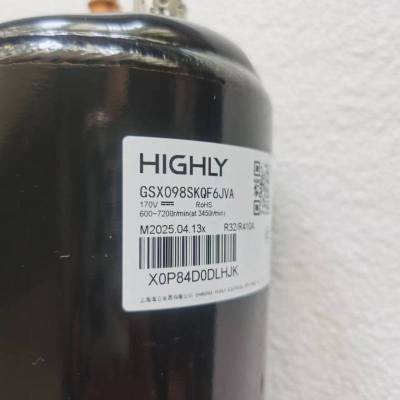 HIGHLY
GSX098SKQF6JVA
170V ⎓ RoHS
600~7200r/min(at 3450r/min)
M2025.04.13x R32/R410A
X0P84D0DLHJK